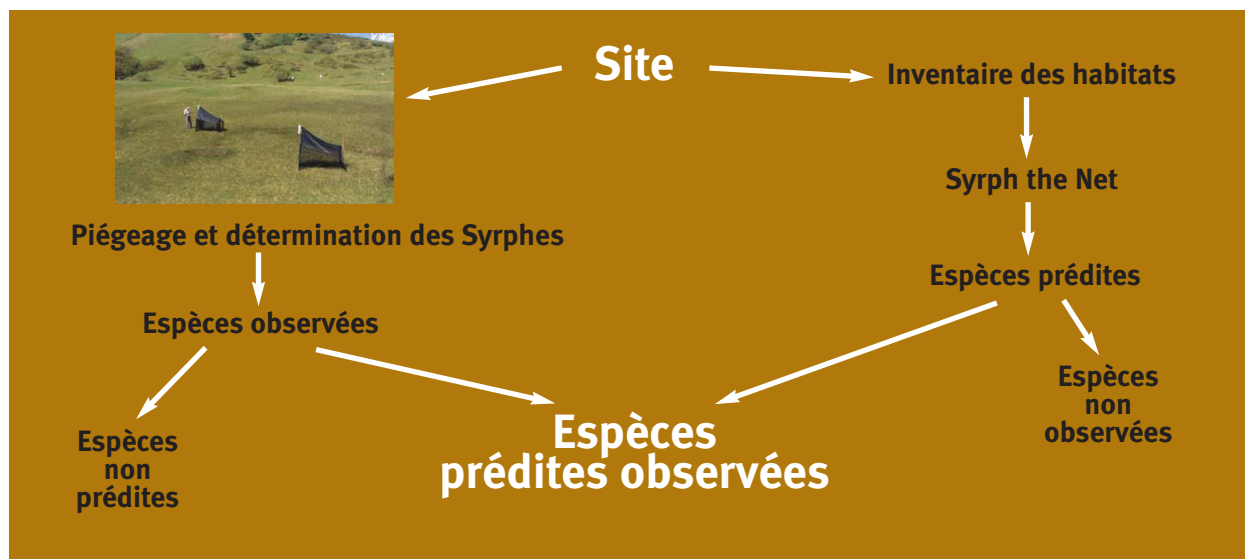 Site
Inventaire des habitats
Syrph the Net
Piégeage et détermination des Syrphes
Espèces prédites
Espèces observées
Espèces
non
observées
Espèces
prédites observées
Espèces
non
prédites